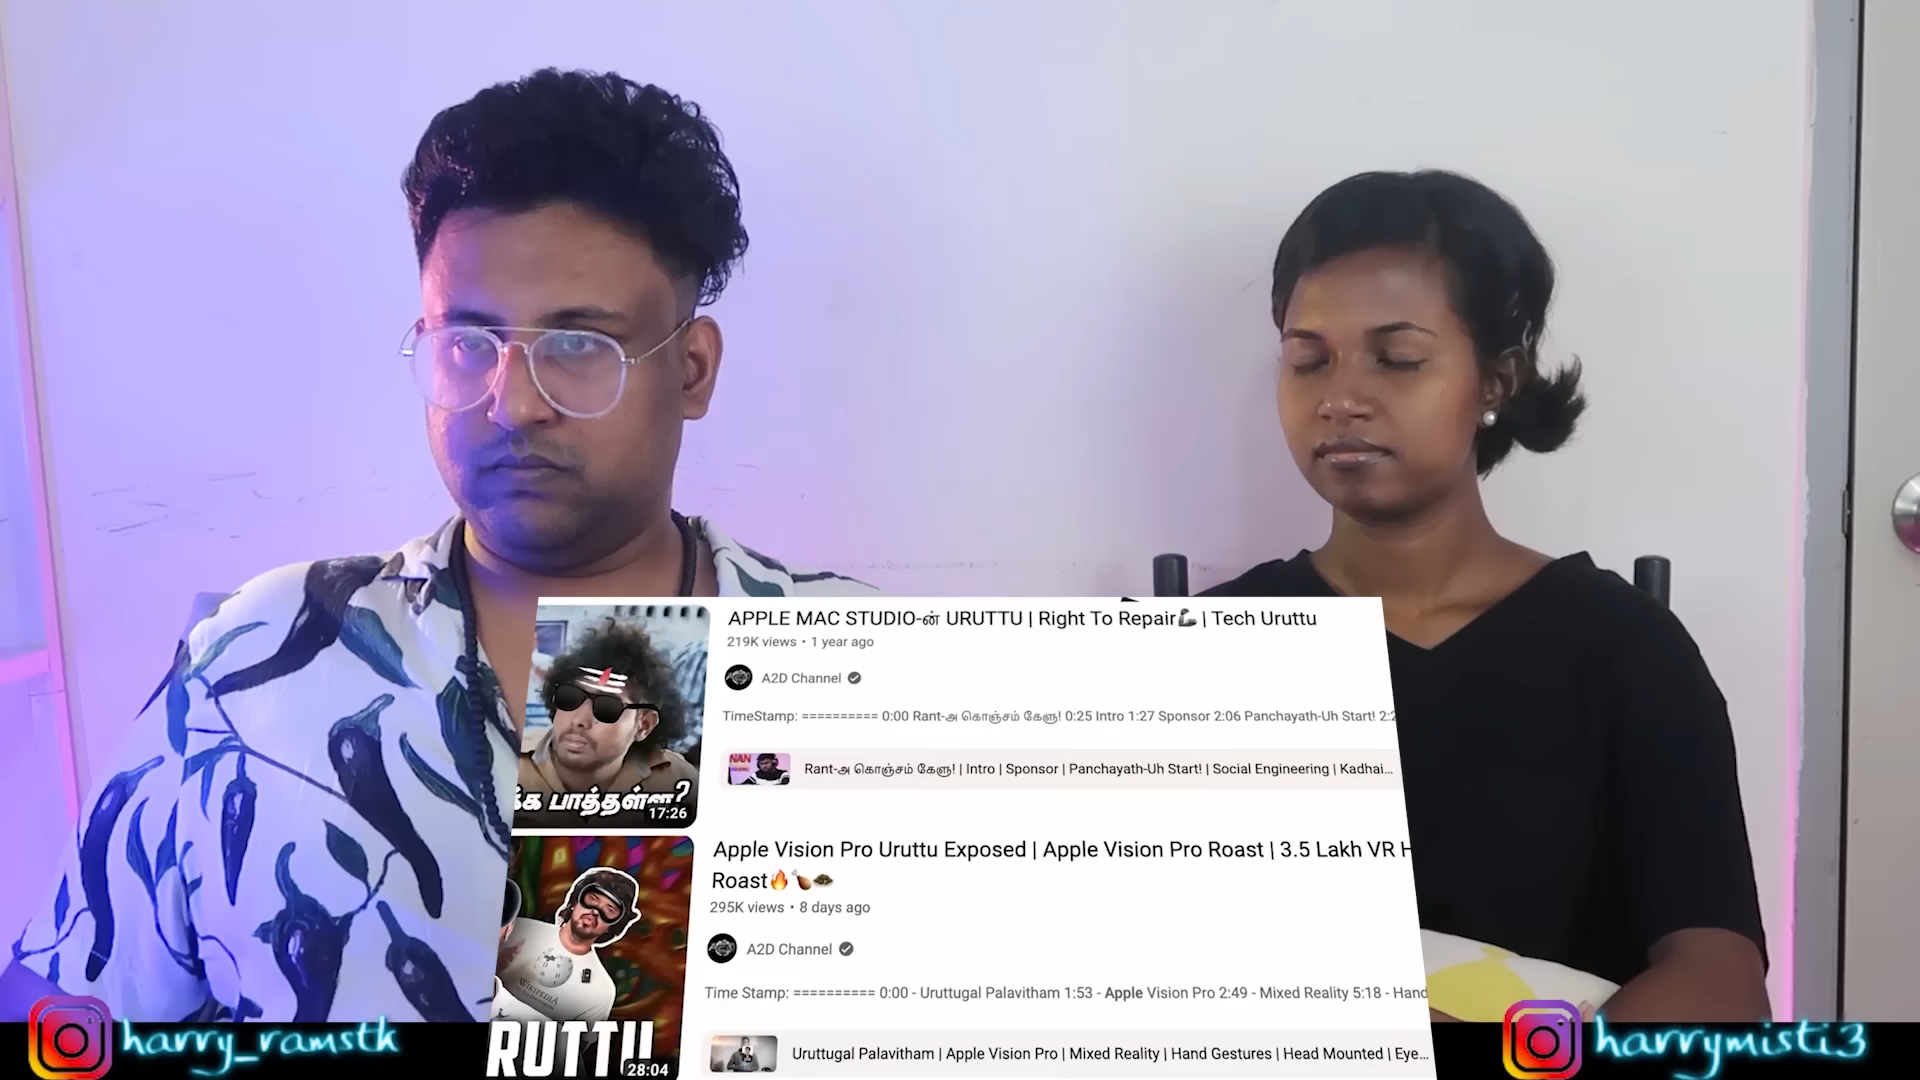 APPLE MAC STUDIO-ன் URUTTU | Right To Repair | Tech Uruttu
219K views • 1 year ago
A2D Channel
TimeStamp: ========== 0:00 Rant-அ கொஞ்சம் கேளு! 0:25 Intro 1:27 Sponsor 2:06 Panchayath-Uh Start!
NAN
Rant-அ கொஞ்சம் கேளு! | Intro | Sponsor | Panchayath-Uh Start! | Social Engineering | Kadhai...
பாத்தள்ள?
17:26
Apple Vision Pro Uruttu Exposed | Apple Vision Pro Roast | 3.5 Lakh VR H
Roast
295K views • 8 days ago
A2D Channel
WIKIPEDIA
Time Stamp: ========== 0:00 - Uruttugal Palavitham 1:53 - Apple Vision Pro 2:49 - Mixed Reality 5:18 - Hand
RUTTU
28:04
Uruttugal Palavitham | Apple Vision Pro | Mixed Reality | Hand Gestures | Head Mounted | Eye...
harry_ramstk
harrymisti3